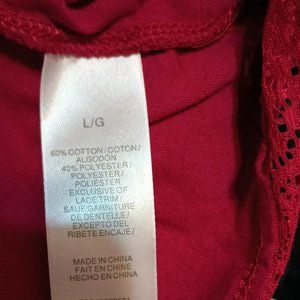 L/G
60% COTTON / COTON /
ALGODÓN
40% POLYESTER /
POLYESTER /
POLIÉSTER
EXCLUSIVE OF
LACE TRIM /
SAUF GARNITURE
DE DENTELLE /
EXCEPTO DEL
RIBETE ENCAJE /
MADE IN CHINA
FAIT EN CHINE
HECHO EN CHINA